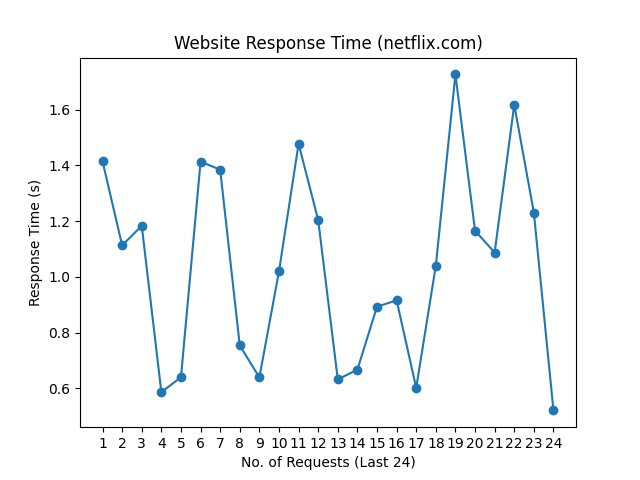 Website Response Time (netflix.com)
1.6
1.4
1.2
1.0
0.8
0.6
Response Time (s)
1 2 3 4 5 6 7 8 9 10 11 12 13 14 15 16 17 18 19 20 21 22 23 24
No. of Requests (Last 24)